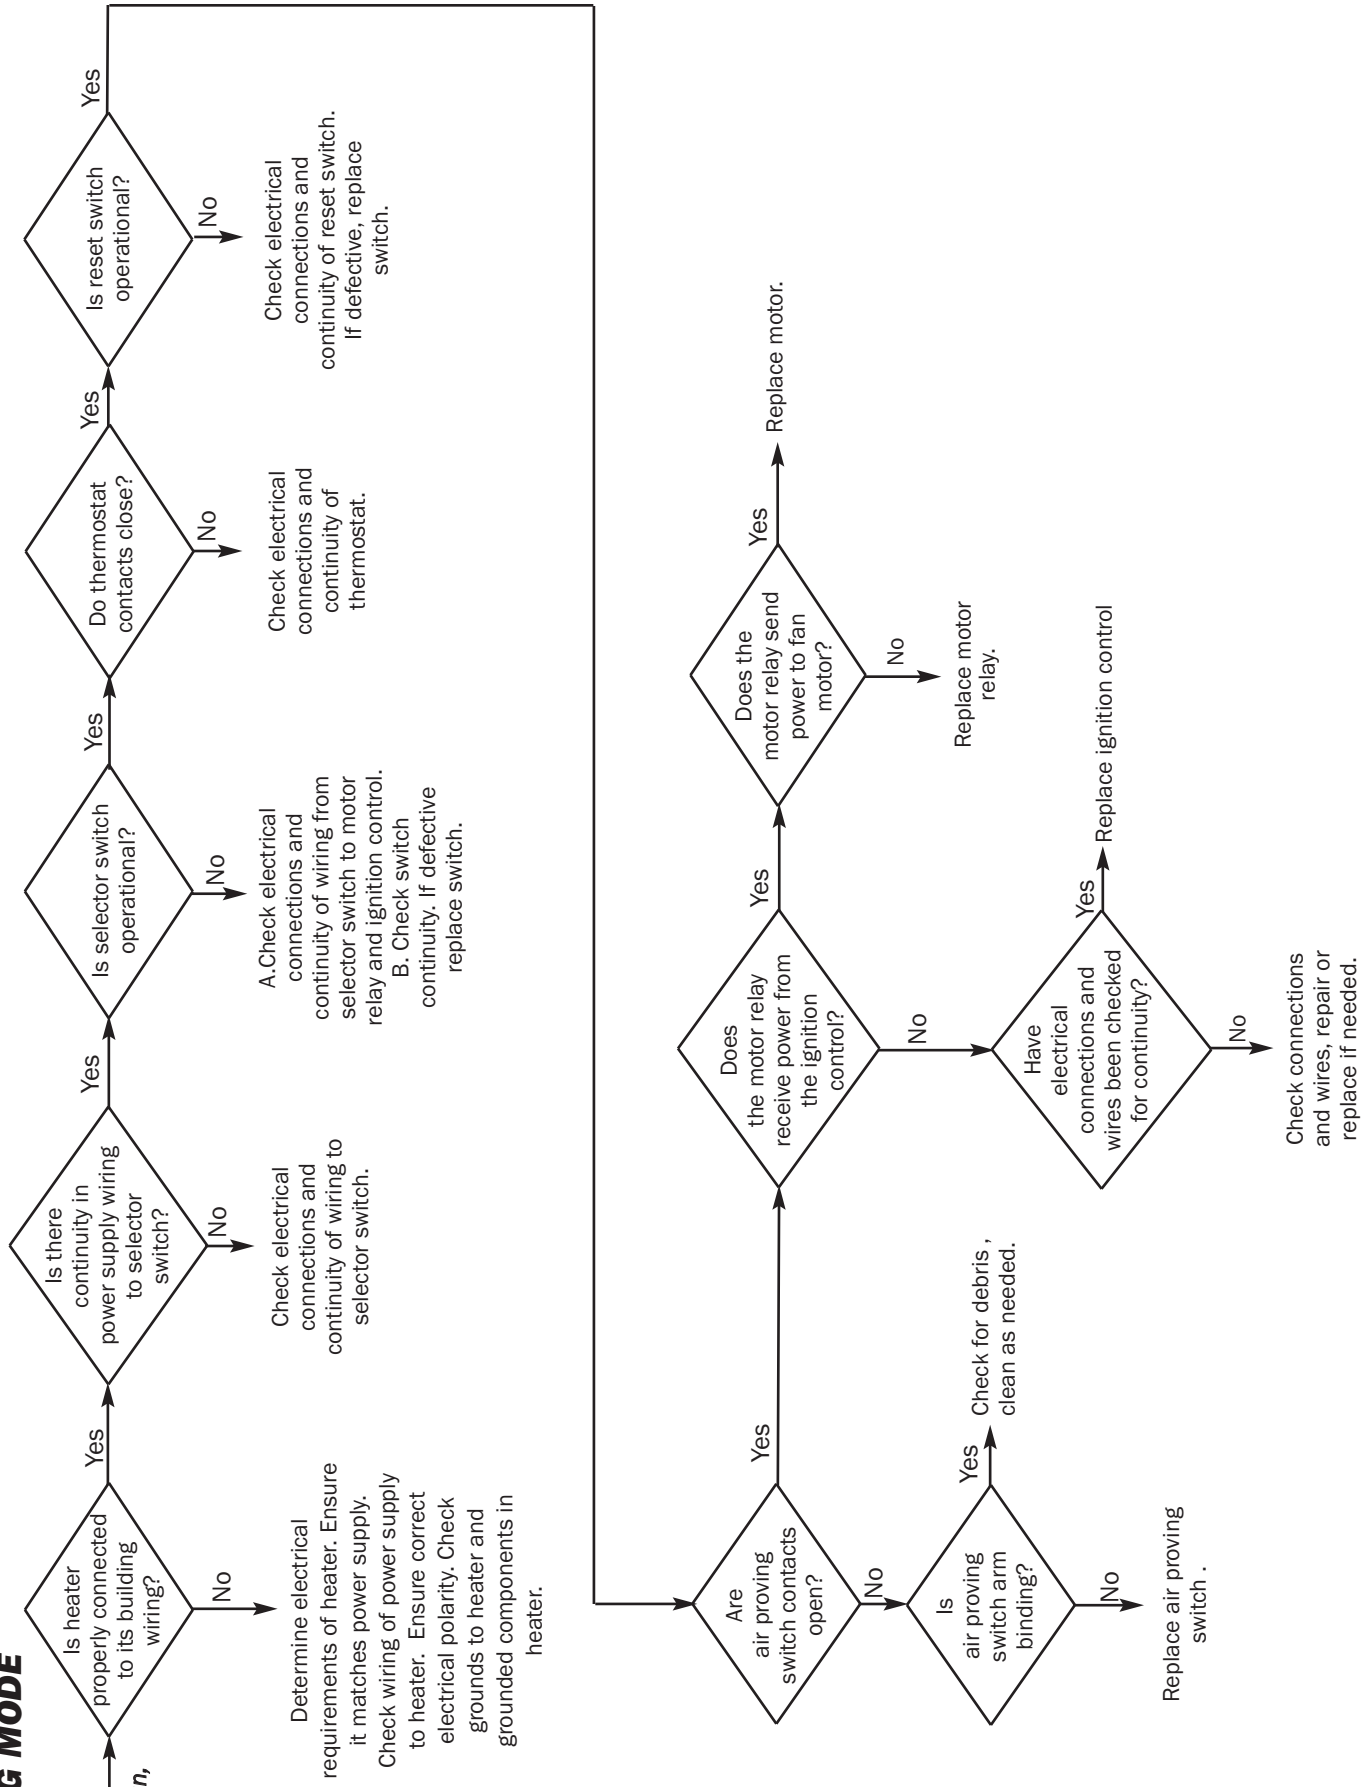 G MODE
n,
Is heater
properly connected
to its building
wiring?
Yes
No
Determine electrical
requirements of heater. Ensure
it matches power supply.
Check wiring of power supply
to heater. Ensure correct
electrical polarity. Check
grounds to heater and
grounded components in
heater.
Is there
continuity in
power supply wiring
to selector
switch?
Yes
No
Check electrical
connections and
continuity of wiring to
selector switch.
Is selector switch
operational?
Yes
No
A.Check electrical
connections and
continuity of wiring from
selector switch to motor
relay and ignition control.
B. Check switch
continuity. If defective
replace switch.
Do thermostat
contacts close?
Yes
No
Check electrical
connections and
continuity of
thermostat.
Is reset switch
operational?
Yes
No
Check electrical
connections and
continuity of reset switch.
If defective, replace
switch.
Are
air proving
switch contacts
open?
Yes
No
Is
air proving
switch arm
binding?
Yes
Check for debris ,
clean as needed.
No
Replace air proving
switch .
Does
the motor relay
receive power from
the ignition
control?
Yes
No
Have
electrical
connections and
wires been checked
for continuity?
Yes
Replace ignition control
No
Check connections
and wires, repair or
replace if needed.
Does the
motor relay send
power to fan
motor?
Yes
Replace motor.
No
Replace motor
relay.